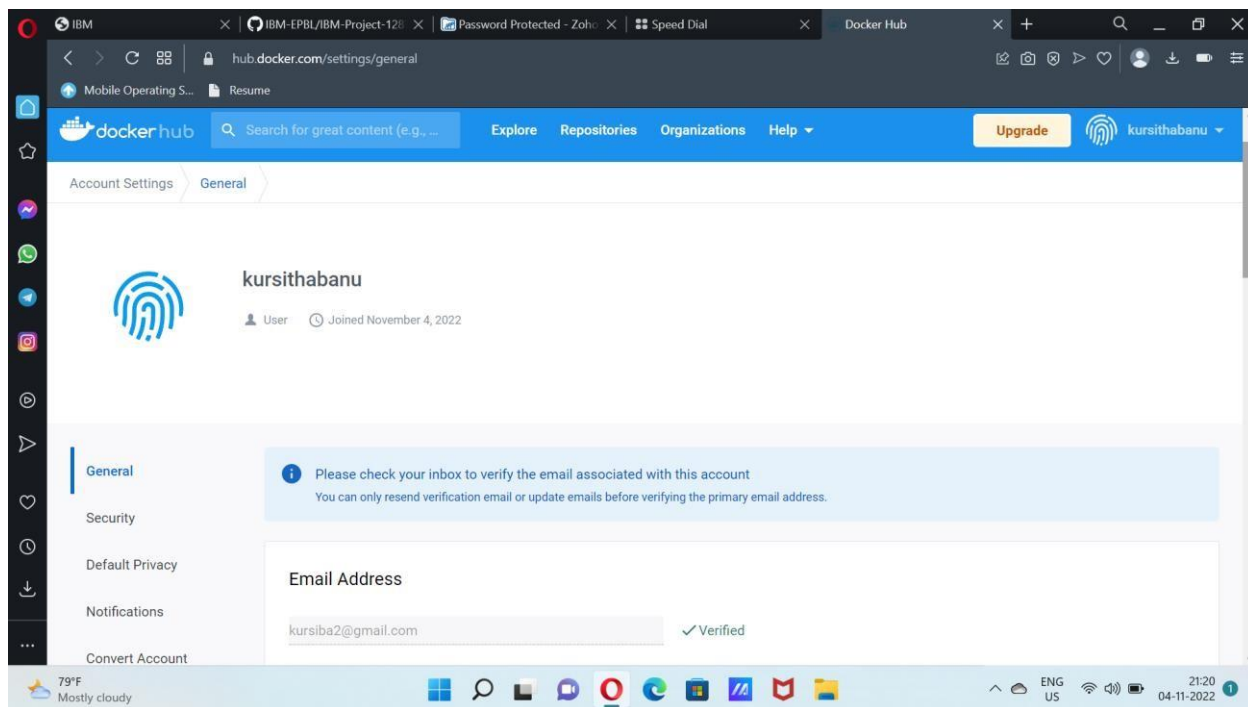 IBM
IBM-EPBL/IBM-Project-128
Password Protected - Zoho
Speed Dial
Docker Hub
hub.docker.com/settings/general
Mobile Operating S...
Resume
dockerhub
Search for great content (e.g., ...
Explore
Repositories
Organizations
Help
Upgrade
kursithabanu
Account Settings
General
kursithabanu
User
Joined November 4, 2022
General
Security
Default Privacy
Notifications
Convert Account
Please check your inbox to verify the email associated with this account
You can only resend verification email or update emails before verifying the primary email address.
Email Address
kursiba2@gmail.com
Verified
79°F
Mostly cloudy
ENG
US
21:20
04-11-2022
1